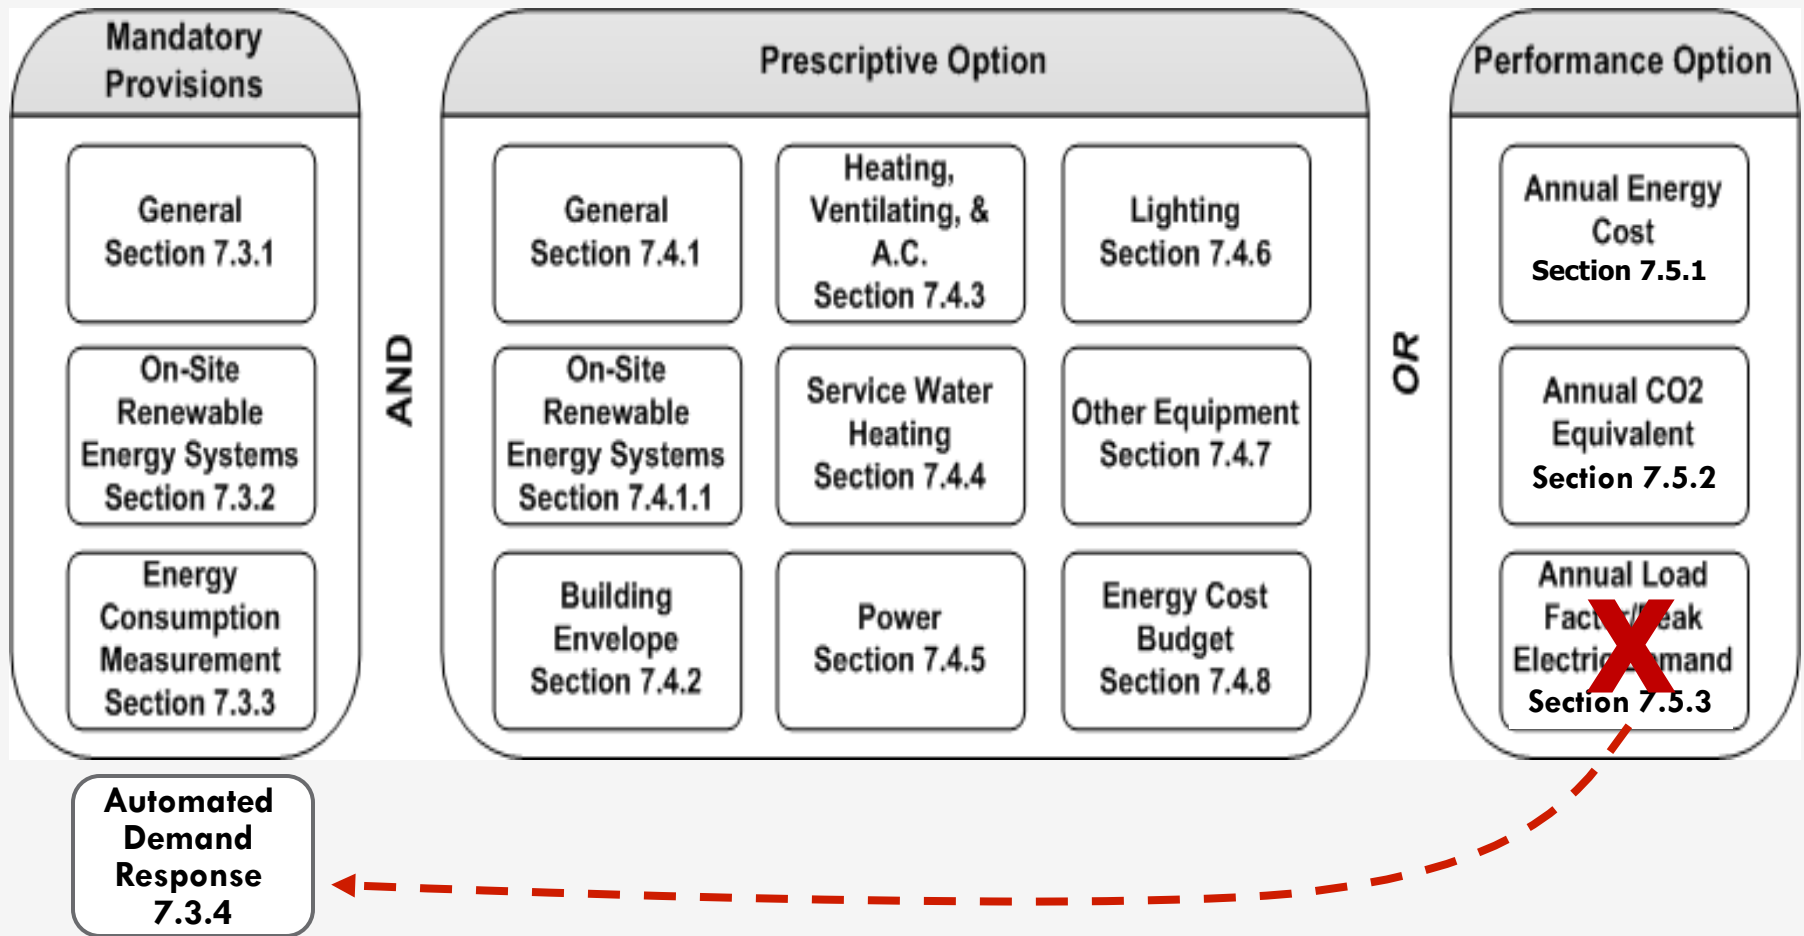 Mandatory
Provisions
General
Section 7.3.1
On-Site
Renewable
Energy Systems
Section 7.3.2
Energy
Consumption
Measurement
Section 7.3.3
Automated
Demand
Response
7.3.4
AND
Prescriptive Option
General
Section 7.4.1
Heating,
Ventilating, &
A.C.
Section 7.4.3
Lighting
Section 7.4.6
On-Site
Renewable
Energy Systems
Section 7.4.1.1
Service Water
Heating
Section 7.4.4
Other Equipment
Section 7.4.7
Building
Envelope
Section 7.4.2
Power
Section 7.4.5
Energy Cost
Budget
Section 7.4.8
OR
Performance Option
Annual Energy
Cost
Section 7.5.1
Annual CO2
Equivalent
Section 7.5.2
Annual Load
Factor/Peak
Electric Demand
Section 7.5.3
X